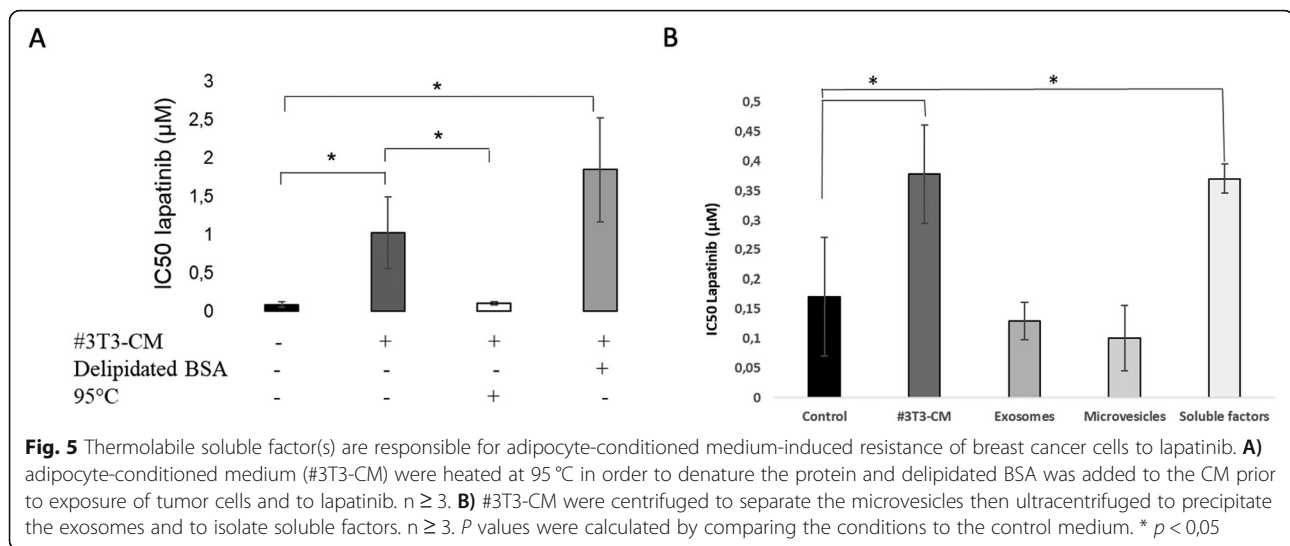 A
*
*
*
3
2,5
2
1,5
1
0,5
0
IC50 lapatinib (µM)
#3T3-CM - + + +
Delipidated BSA - - - +
95°C - - + -
B
*
*
0,5
0,45
0,4
0,35
0,3
0,25
0,2
0,15
0,1
0,05
0
IC50 Lapatinib (µM)
Control #3T3-CM Exosomes Microvesicles Soluble factors
Fig. 5 Thermolabile soluble factor(s) are responsible for adipocyte-conditioned medium-induced resistance of breast cancer cells to lapatinib. A)
adipocyte-conditioned medium (#3T3-CM) were heated at 95 °C in order to denature the protein and delipidated BSA was added to the CM prior
to exposure of tumor cells and to lapatinib. n ≥ 3. B) #3T3-CM were centrifuged to separate the microvesicles then ultracentrifuged to precipitate
the exosomes and to isolate soluble factors. n ≥ 3. P values were calculated by comparing the conditions to the control medium. * p < 0,05